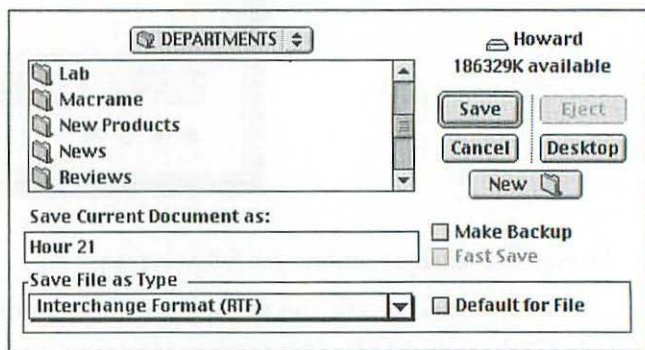 DEPARTMENTS
Howard
186329K available
Lab
Macrame
New Products
News
Reviews
Save
Eject
Cancel
Desktop
New
Save Current Document as:
Hour 21
Make Backup
Fast Save
Save File as Type
Interchange Format (RTF)
Default for File